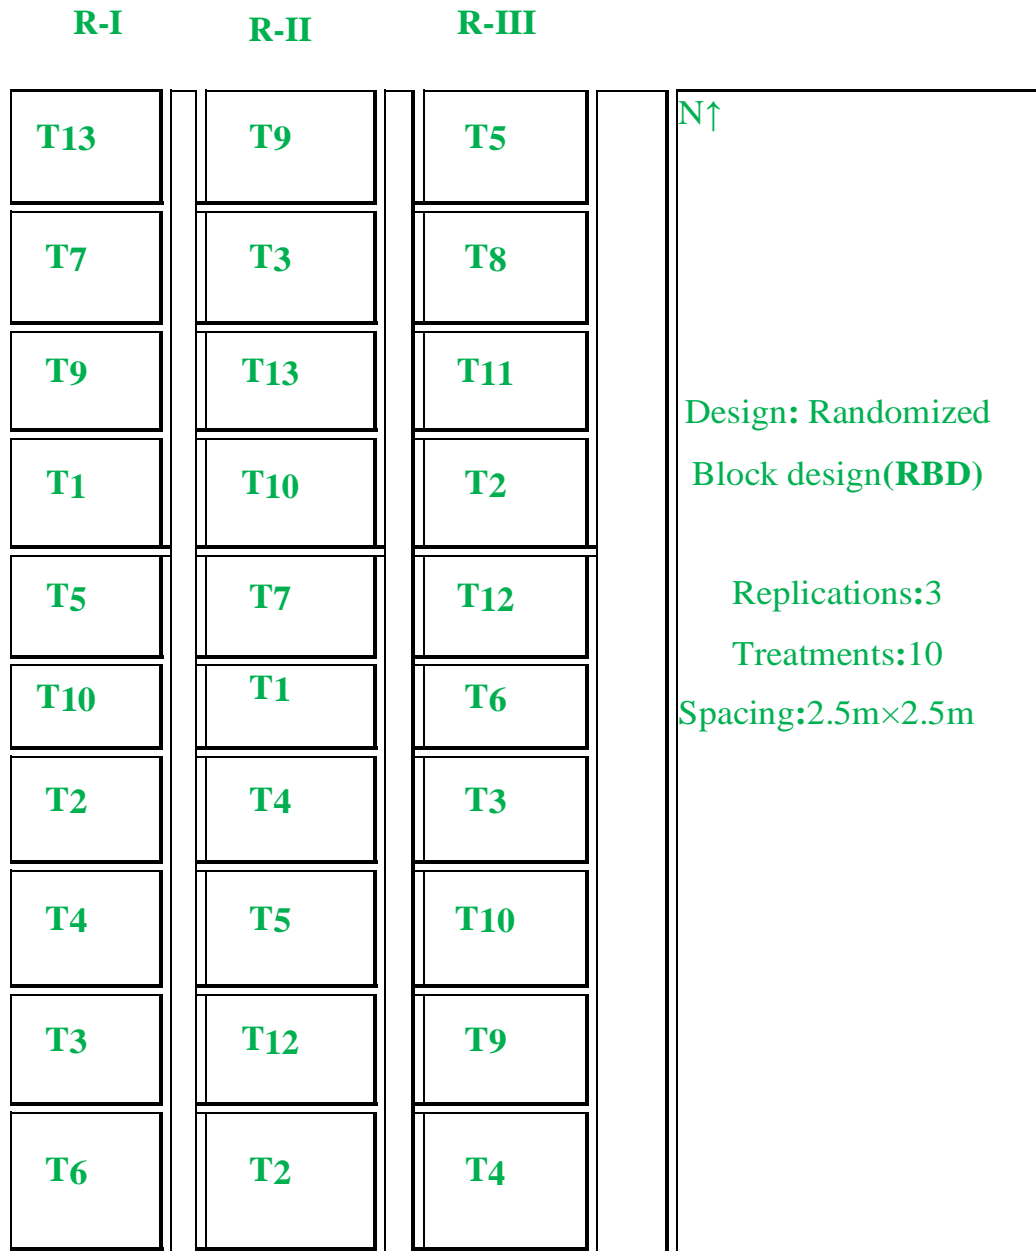 R-I R-II R-III
N↑
T13 T9 T5
T7 T3 T8
T9 T13 T11
T1 T10 T2
T5 T7 T12
T10 T1 T6
T2 T4 T3
T4 T5 T10
T3 T12 T9
T6 T2 T4
Design: Randomized
Block design(RBD)
Replications:3
Treatments:10
Spacing:2.5m×2.5m